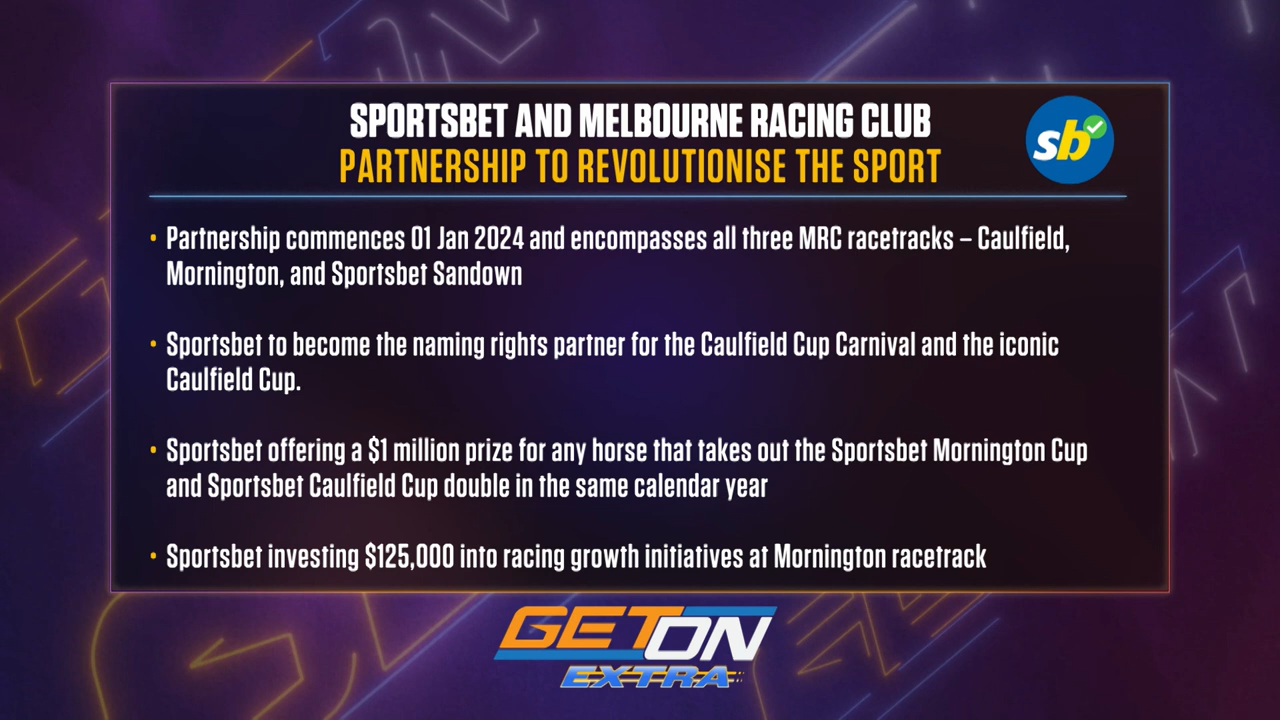 SPORTSBET AND MELBOURNE RACING CLUB
PARTNERSHIP TO REVOLUTIONISE THE SPORT
sb
• Partnership commences 01 Jan 2024 and encompasses all three MRC racetracks – Caulfield,
Mornington, and Sportsbet Sandown
• Sportsbet to become the naming rights partner for the Caulfield Cup Carnival and the iconic
Caulfield Cup.
• Sportsbet offering a $1 million prize for any horse that takes out the Sportsbet Mornington Cup
and Sportsbet Caulfield Cup double in the same calendar year
• Sportsbet investing $125,000 into racing growth initiatives at Mornington racetrack
GET ON
EXTRA